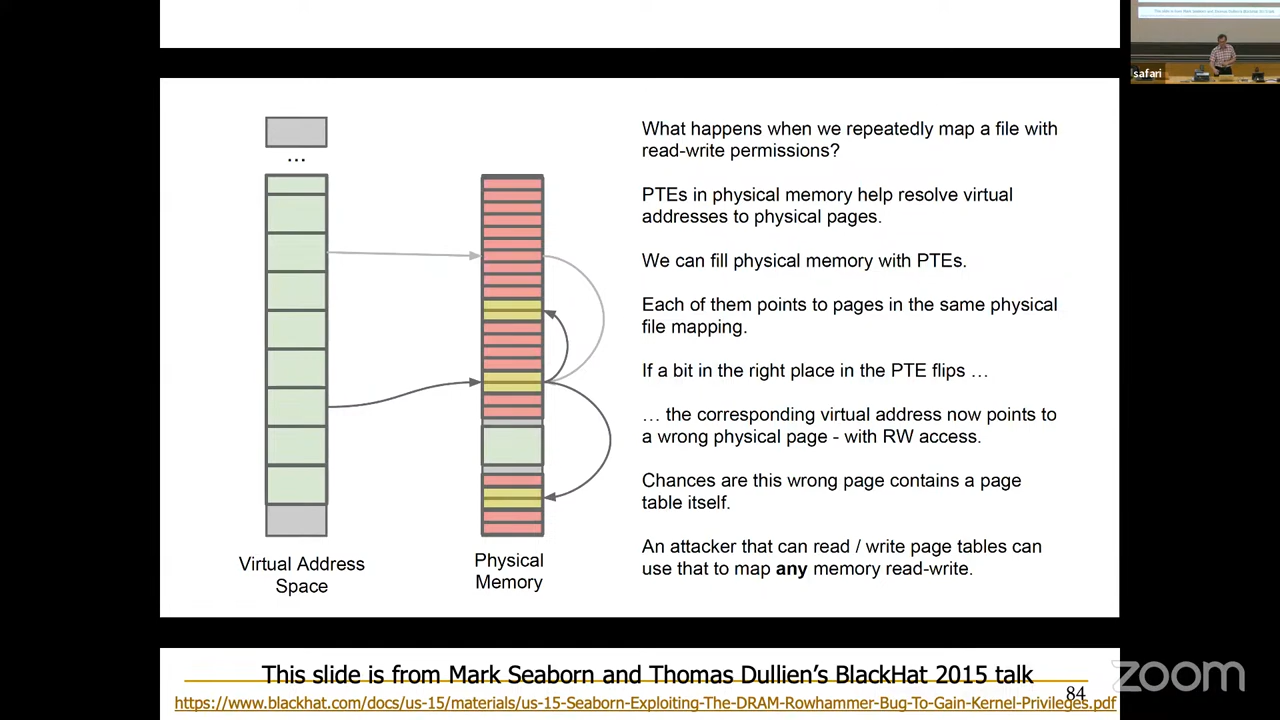 safari
...
What happens when we repeatedly map a file with
read-write permissions?
PTEs in physical memory help resolve virtual
addresses to physical pages.
We can fill physical memory with PTEs.
Each of them points to pages in the same physical
file mapping.
If a bit in the right place in the PTE flips …
… the corresponding virtual address now points to
a wrong physical page - with RW access.
Chances are this wrong page contains a page
table itself.
An attacker that can read / write page tables can
use that to map any memory read-write.
Virtual Address
Space
Physical
Memory
This slide is from Mark Seaborn and Thomas Dullien's BlackHat 2015 talk
84
https://www.blackhat.com/docs/us-15/materials/us-15-Seaborn-Exploiting-The-DRAM-Rowhammer-Bug-To-Gain-Kernel-Privileges.pdf
zoom